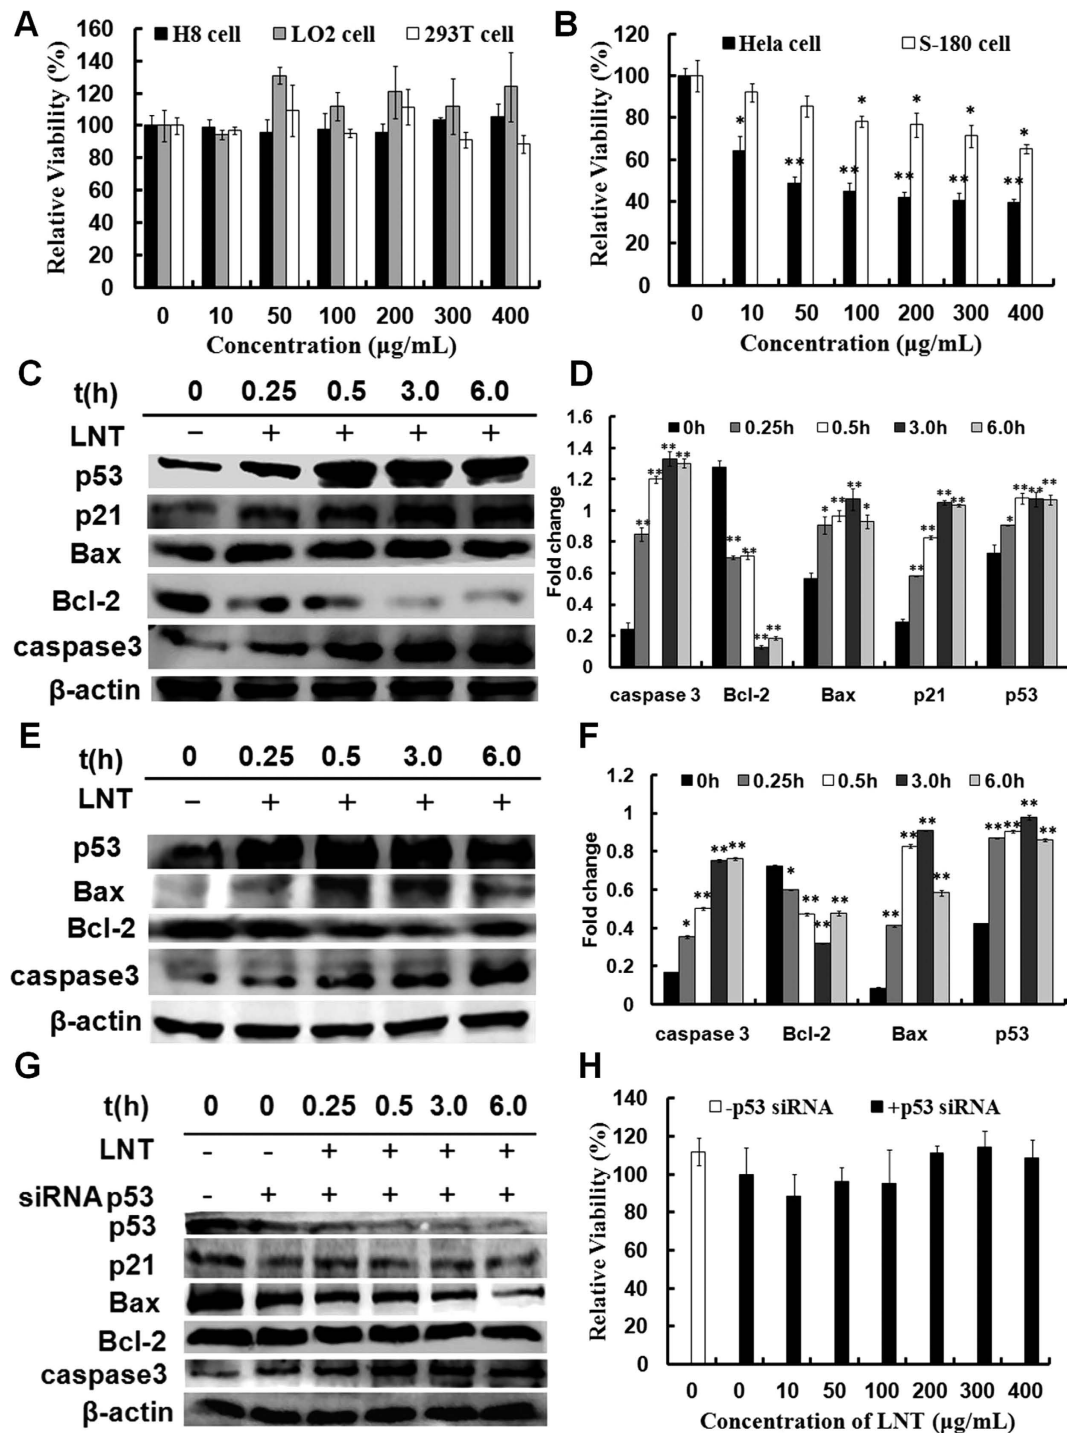 A
H8 cell LO2 cell 293T cell
Relative Viability (%)
160
140
120
100
80
60
40
20
0
0 10 50 100 200 300 400
Concentration (µg/mL)
B
Hela cell S-180 cell
Relative Viability (%)
120
100
80
60
40
20
0
* ** ** ** ** **
* * * *
0 10 50 100 200 300 400
Concentration (µg/mL)
C
t(h) 0 0.25 0.5 3.0 6.0
LNT − + + + +
p53
p21
Bax
Bcl-2
caspase3
β-actin
D
0h 0.25h 0.5h 3.0h 6.0h
Fold change
1.6
1.4
1.2
1.0
0.8
0.6
0.4
0.2
0
** ** ** **
** ** ** **
* ** ** *
** ** ** **
* ** ** **
caspase 3 Bcl-2 Bax p21 p53
E
t(h) 0 0.25 0.5 3.0 6.0
LNT − + + + +
p53
Bax
Bcl-2
caspase3
β-actin
F
0h 0.25h 0.5h 3.0h 6.0h
Fold change
1.2
1
0.8
0.6
0.4
0.2
0
* ** ** **
* ** ** **
** ** ** **
** ** ** **
caspase 3 Bcl-2 Bax p53
G
t(h) 0 0 0.25 0.5 3.0 6.0
LNT - - + + + +
siRNA p53 - + + + + +
p53
p21
Bax
Bcl-2
caspase3
β-actin
H
-p53 siRNA +p53 siRNA
Relative Viability (%)
140
120
100
80
60
40
20
0
0 0 10 50 100 200 300 400
Concentration of LNT (µg/mL)